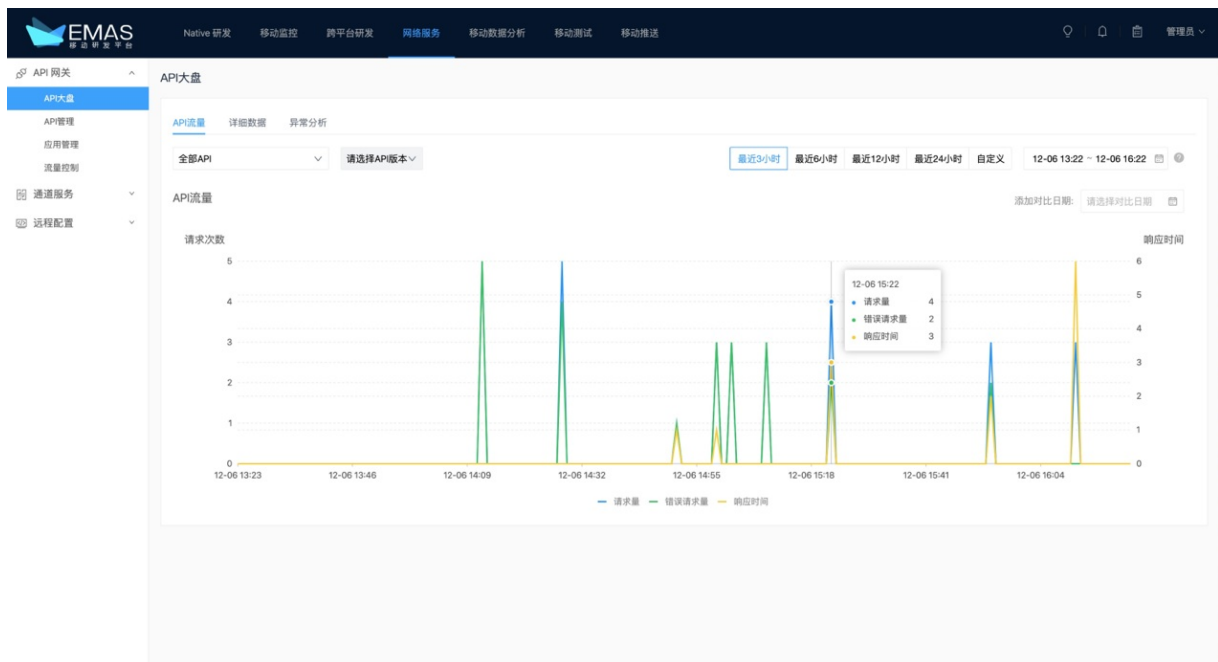 EMAS
移动研发平台
Native 研发 移动监控 跨平台研发 网络服务 移动数据分析 移动测试 移动推送 管理员
API 网关
API大盘
API管理
应用管理
流量控制
通道服务
远程配置
API大盘
API流量 详细数据 异常分析
全部API 请选择API版本 最近3小时 最近6小时 最近12小时 最近24小时 自定义 12-06 13:22 ~ 12-06 16:22
API流量 添加对比日期: 请选择对比日期
请求次数 响应时间
5 6
4 5
3 4
2 3
1 2
0 1
0
12-06 15:22
请求量 4
错误请求量 2
响应时间 3
12-06 13:23 12-06 13:46 12-06 14:09 12-06 14:32 12-06 14:55 12-06 15:18 12-06 15:41 12-06 16:04
请求量 错误请求量 响应时间